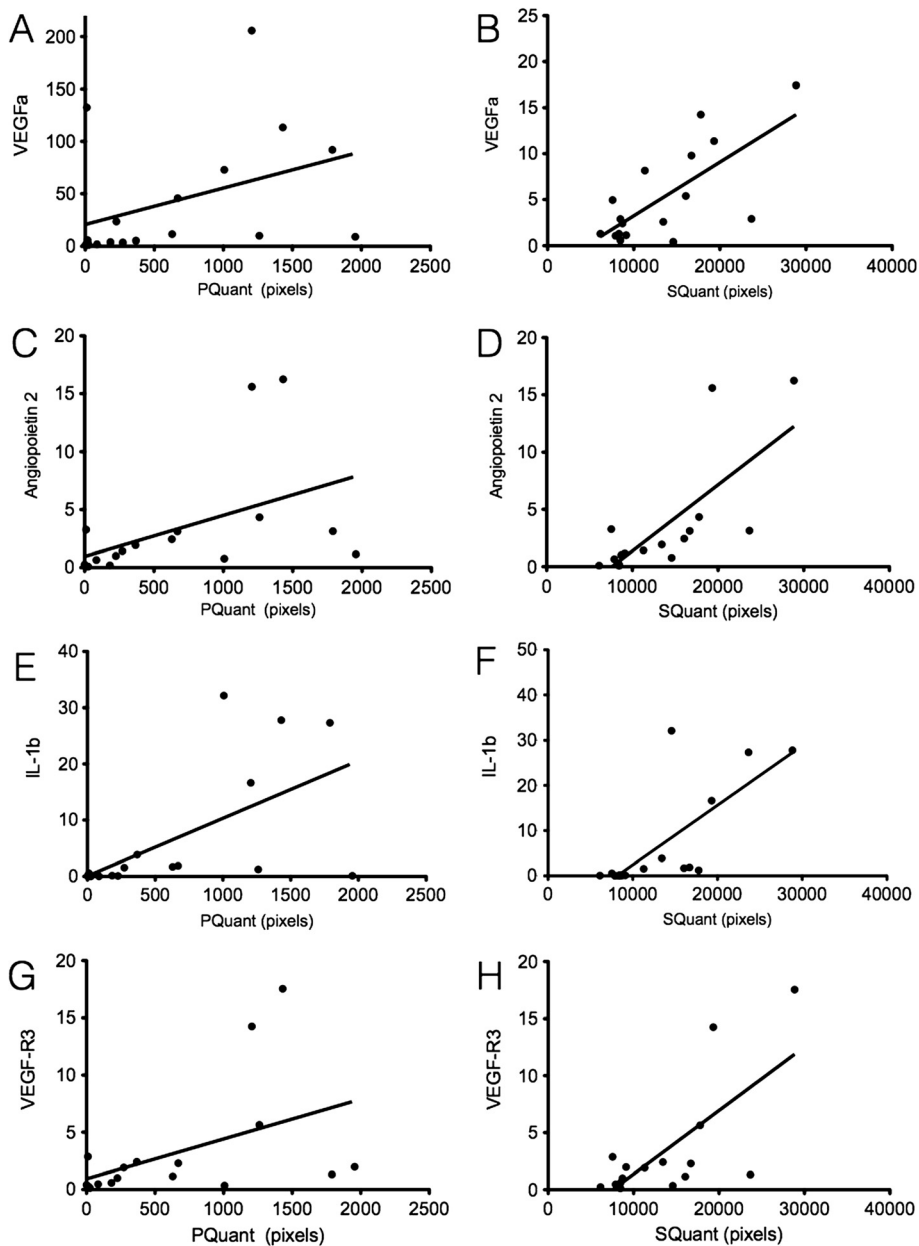 A
B
VEGFa
200
150
100
50
0
0 500 1000 1500 2000 2500
PQuant (pixels)
VEGFa
25
20
15
10
5
0
0 10000 20000 30000 40000
SQuant (pixels)
C
D
Angiopoietin 2
20
15
10
5
0
0 500 1000 1500 2000 2500
PQuant (pixels)
Angiopoietin 2
20
15
10
5
0
0 10000 20000 30000 40000
SQuant (pixels)
E
F
IL-1b
40
30
20
10
0
0 500 1000 1500 2000 2500
PQuant (pixels)
IL-1b
50
40
30
20
10
0
0 10000 20000 30000 40000
SQuant (pixels)
G
H
VEGF-R3
20
15
10
5
0
0 500 1000 1500 2000 2500
PQuant (pixels)
VEGF-R3
20
15
10
5
0
0 10000 20000 30000 40000
SQuant (pixels)